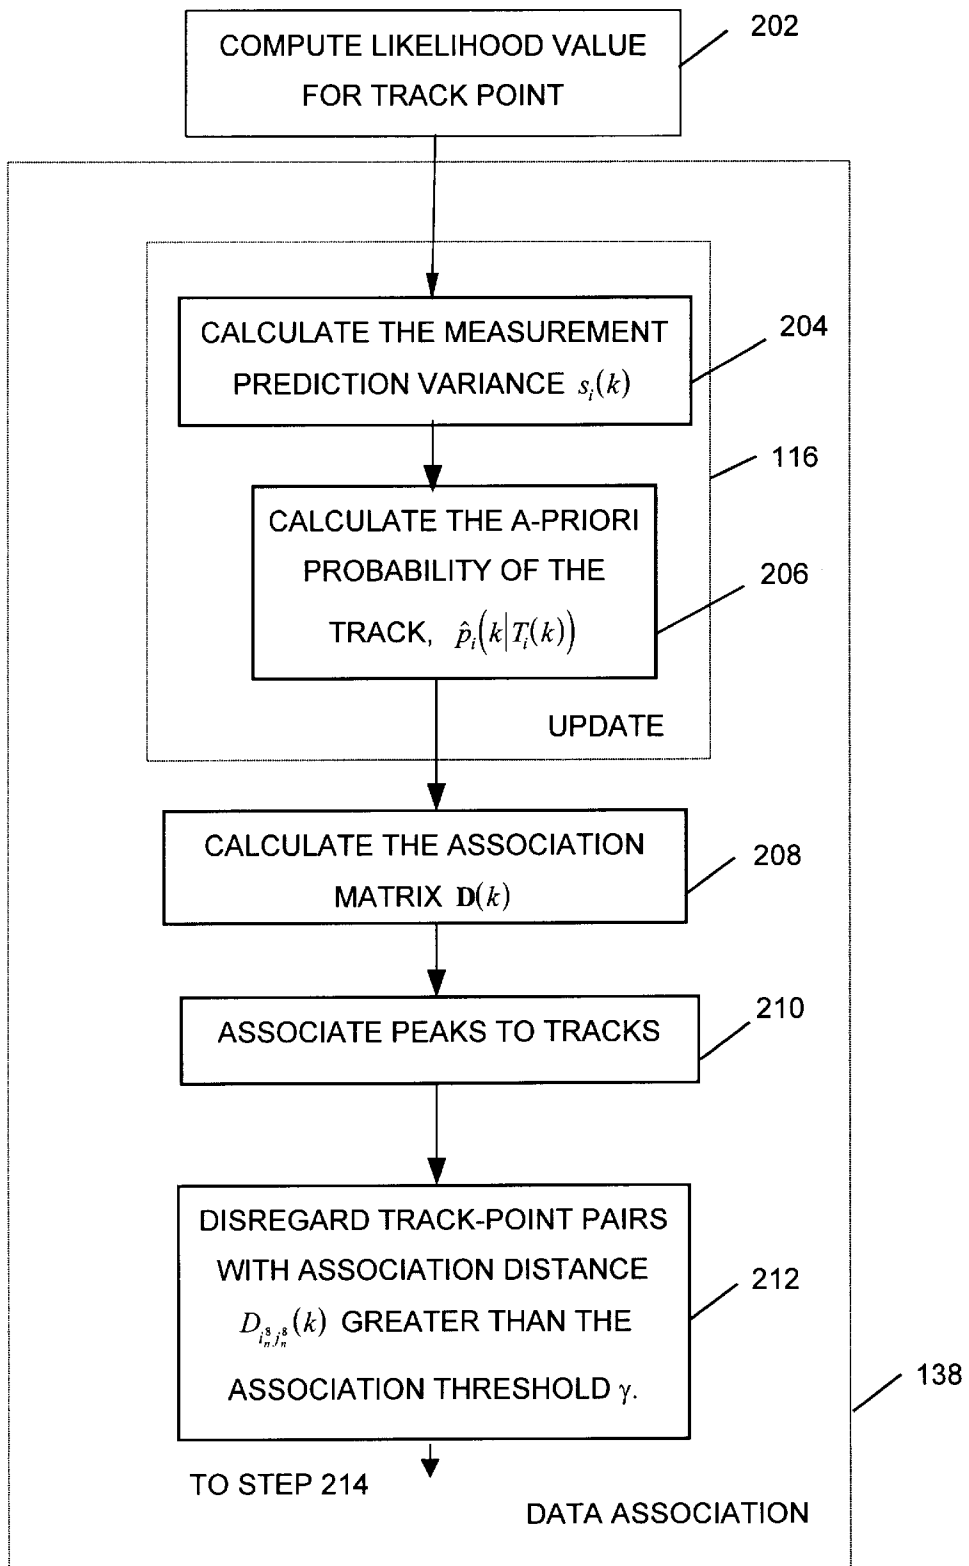 COMPUTE LIKELIHOOD VALUE
FOR TRACK POINT
202
CALCULATE THE MEASUREMENT
PREDICTION VARIANCE s_i(k)
204
116
CALCULATE THE A-PRIORI
PROBABILITY OF THE
TRACK, p̂_i(k|T_i(k))
206
UPDATE
CALCULATE THE ASSOCIATION
MATRIX D(k)
208
ASSOCIATE PEAKS TO TRACKS
210
DISREGARD TRACK-POINT PAIRS
WITH ASSOCIATION DISTANCE
D_{i_n^8, j_n^8}(k) GREATER THAN THE
ASSOCIATION THRESHOLD γ.
212
138
TO STEP 214
DATA ASSOCIATION